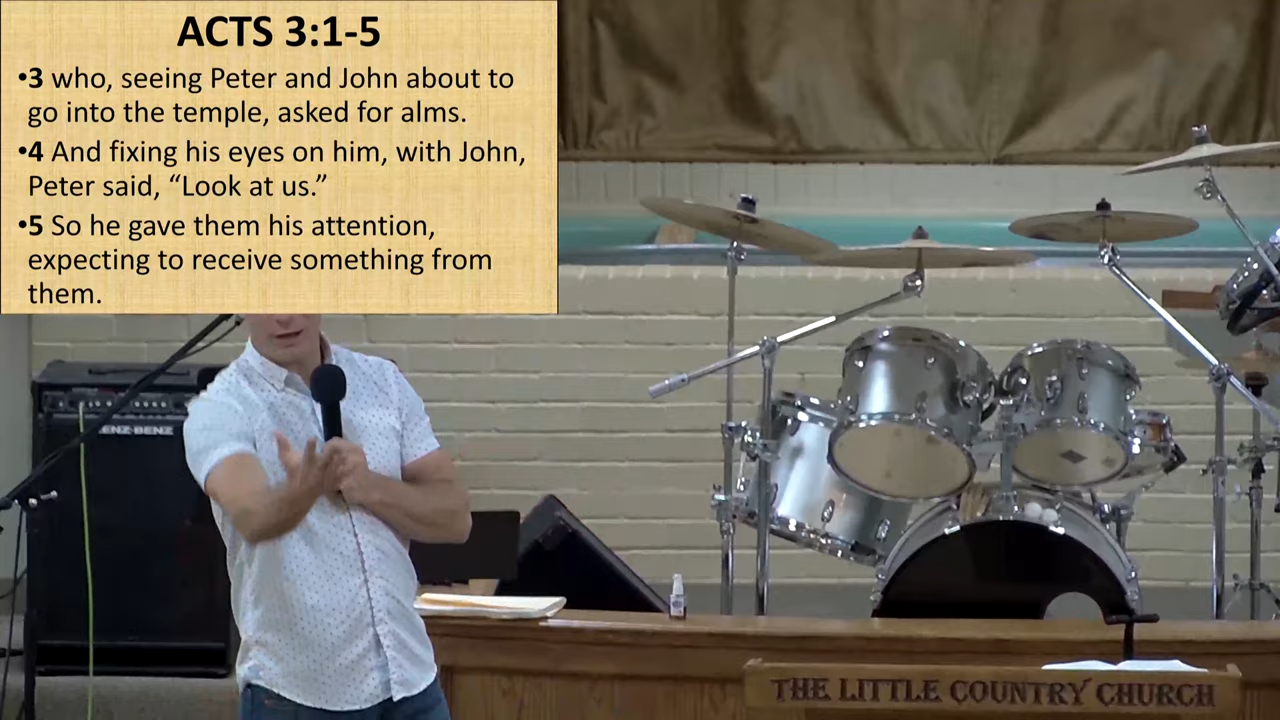 ACTS 3:1-5
•3 who, seeing Peter and John about to
go into the temple, asked for alms.
•4 And fixing his eyes on him, with John,
Peter said, “Look at us.”
•5 So he gave them his attention,
expecting to receive something from
them.
ENZ-BENZ
THE LITTLE COUNTRY CHURCH